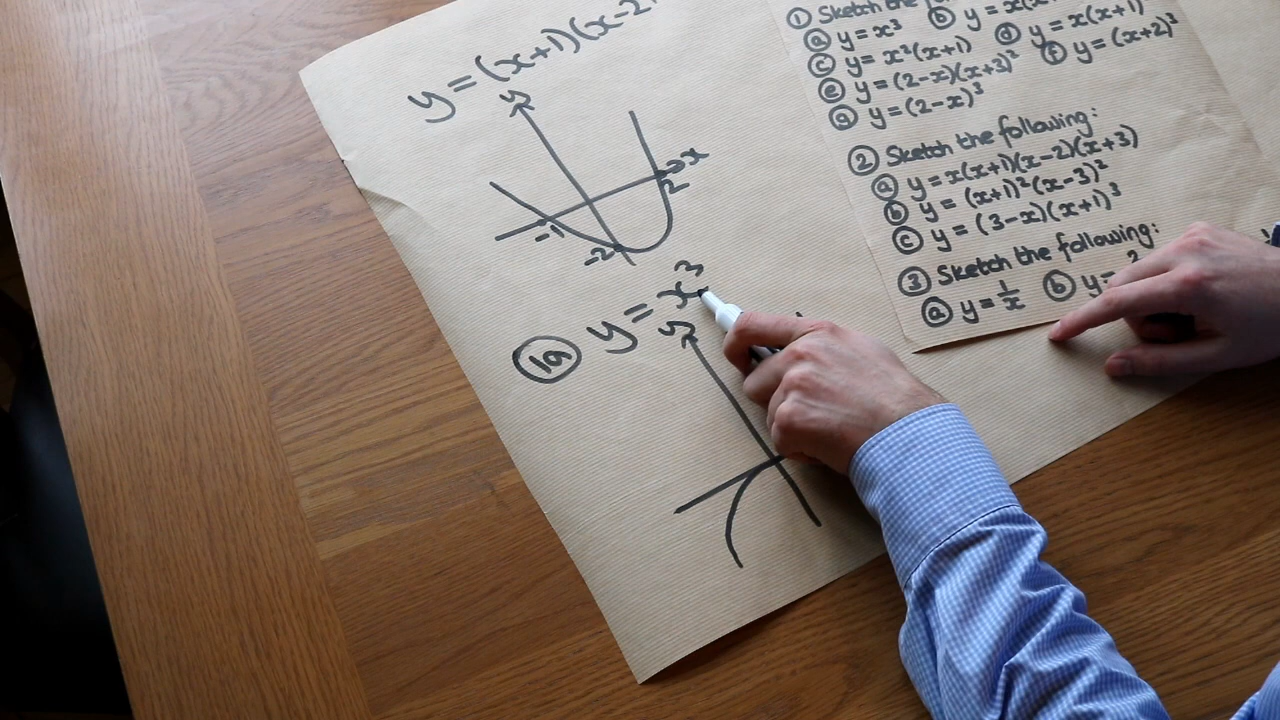 y = (x+1)(x-2)
y
x
-1
2
-2
1a y = x³
y
① Sketch the
ⓐ y = x³ ⓑ y = x(x
ⓒ y = x²(x+1) ⓓ y = x(x+1)
ⓔ y = (2-x)(x+3)² ⓕ y = (x+2)³
ⓖ y = (2-x)³
② Sketch the following:
ⓐ y = x(x+1)(x-2)(x+3)
ⓑ y = (x+1)²(x-3)²
ⓒ y = (3-x)(x+1)³
③ Sketch the following:
ⓐ y = 1/x ⓑ y =